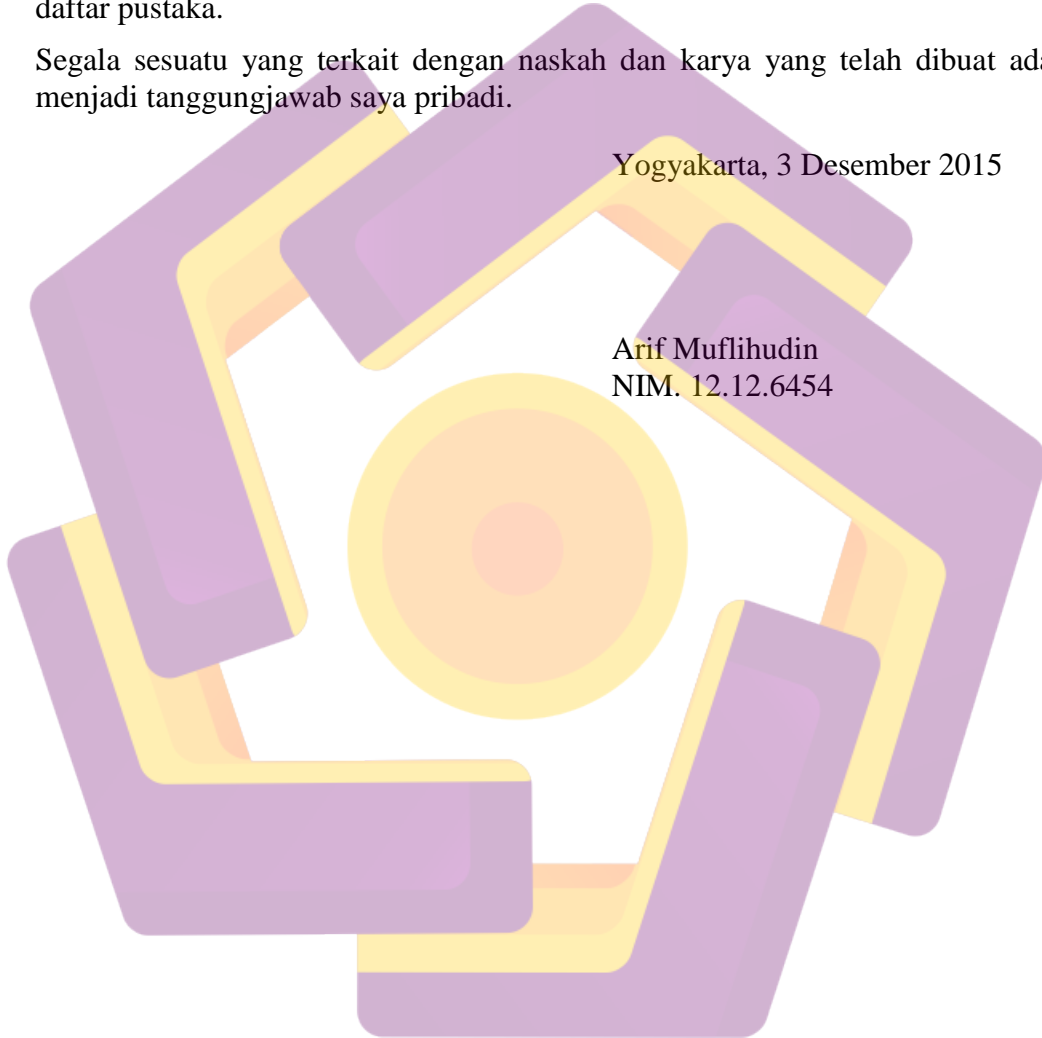 daftar pustaka.
Segala sesuatu yang terkait dengan naskah dan karya yang telah dibuat
menjadi tanggungjawab saya pribadi.
Yogyakarta, 3 Desember 2015
Arif Muflihudin
NIM. 12.12.6454